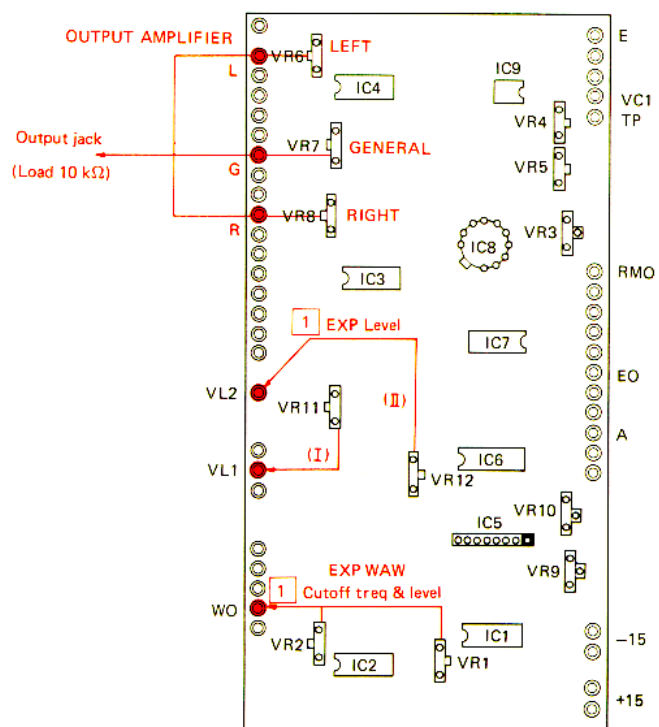 OUTPUT AMPLIFIER
L
VR6
LEFT
IC4
IC9
E
VC1
TP
VR4
VR5
Output jack
(Load 10 kΩ)
G
VR7
GENERAL
R
VR8
RIGHT
IC8
VR3
IC3
RMO
1
EXP Level
IC7
VL2
VR11
(II)
EO
A
(I)
VL1
VR12
IC6
VR10
IC5
VR9
EXP WAW
1
Cutoff treq & level
WO
VR2
IC2
VR1
IC1
–15
+15